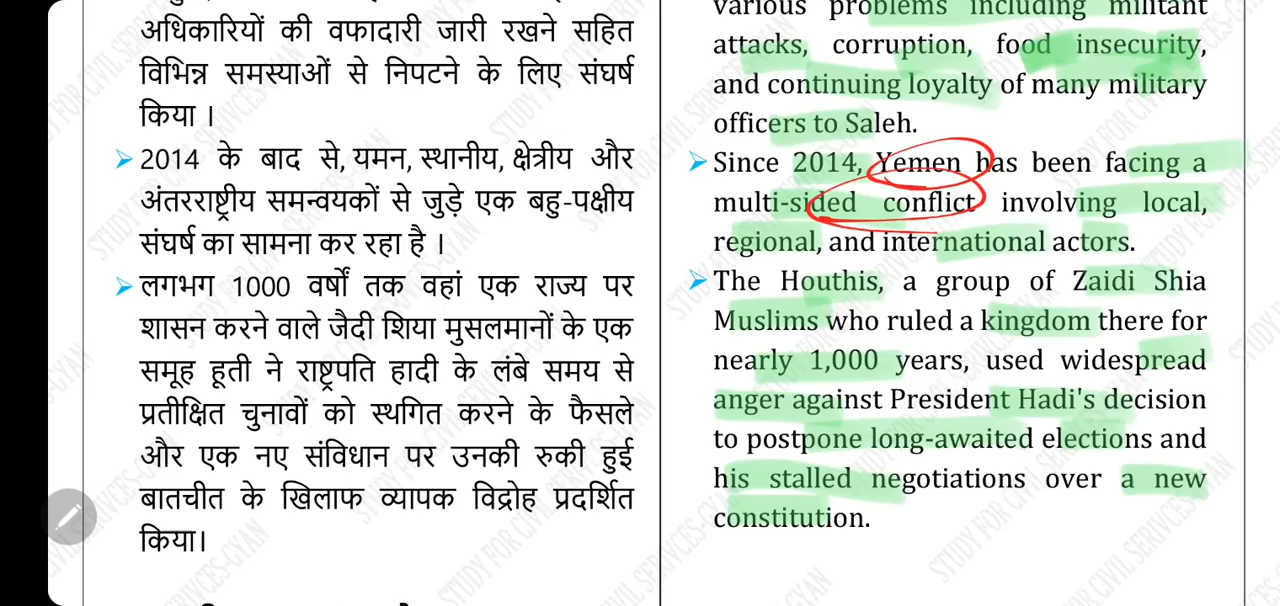 अधिकारियों की वफादारी जारी रखने सहित
विभिन्न समस्याओं से निपटने के लिए संघर्ष
किया ।
➢ 2014 के बाद से, यमन, स्थानीय, क्षेत्रीय और
अंतरराष्ट्रीय समन्वयकों से जुड़े एक बहु-पक्षीय
संघर्ष का सामना कर रहा है ।
➢ लगभग 1000 वर्षों तक वहां एक राज्य पर
शासन करने वाले जैदी शिया मुसलमानों के एक
समूह हूती ने राष्ट्रपति हादी के लंबे समय से
प्रतीक्षित चुनावों को स्थगित करने के फैसले
और एक नए संविधान पर उनकी रुकी हुई
बातचीत के खिलाफ व्यापक विद्रोह प्रदर्शित
किया।
various problems including militant
attacks, corruption, food insecurity,
and continuing loyalty of many military
officers to Saleh.
➢ Since 2014, Yemen has been facing a
multi-sided conflict involving local,
regional, and international actors.
➢ The Houthis, a group of Zaidi Shia
Muslims who ruled a kingdom there for
nearly 1,000 years, used widespread
anger against President Hadi's decision
to postpone long-awaited elections and
his stalled negotiations over a new
constitution.